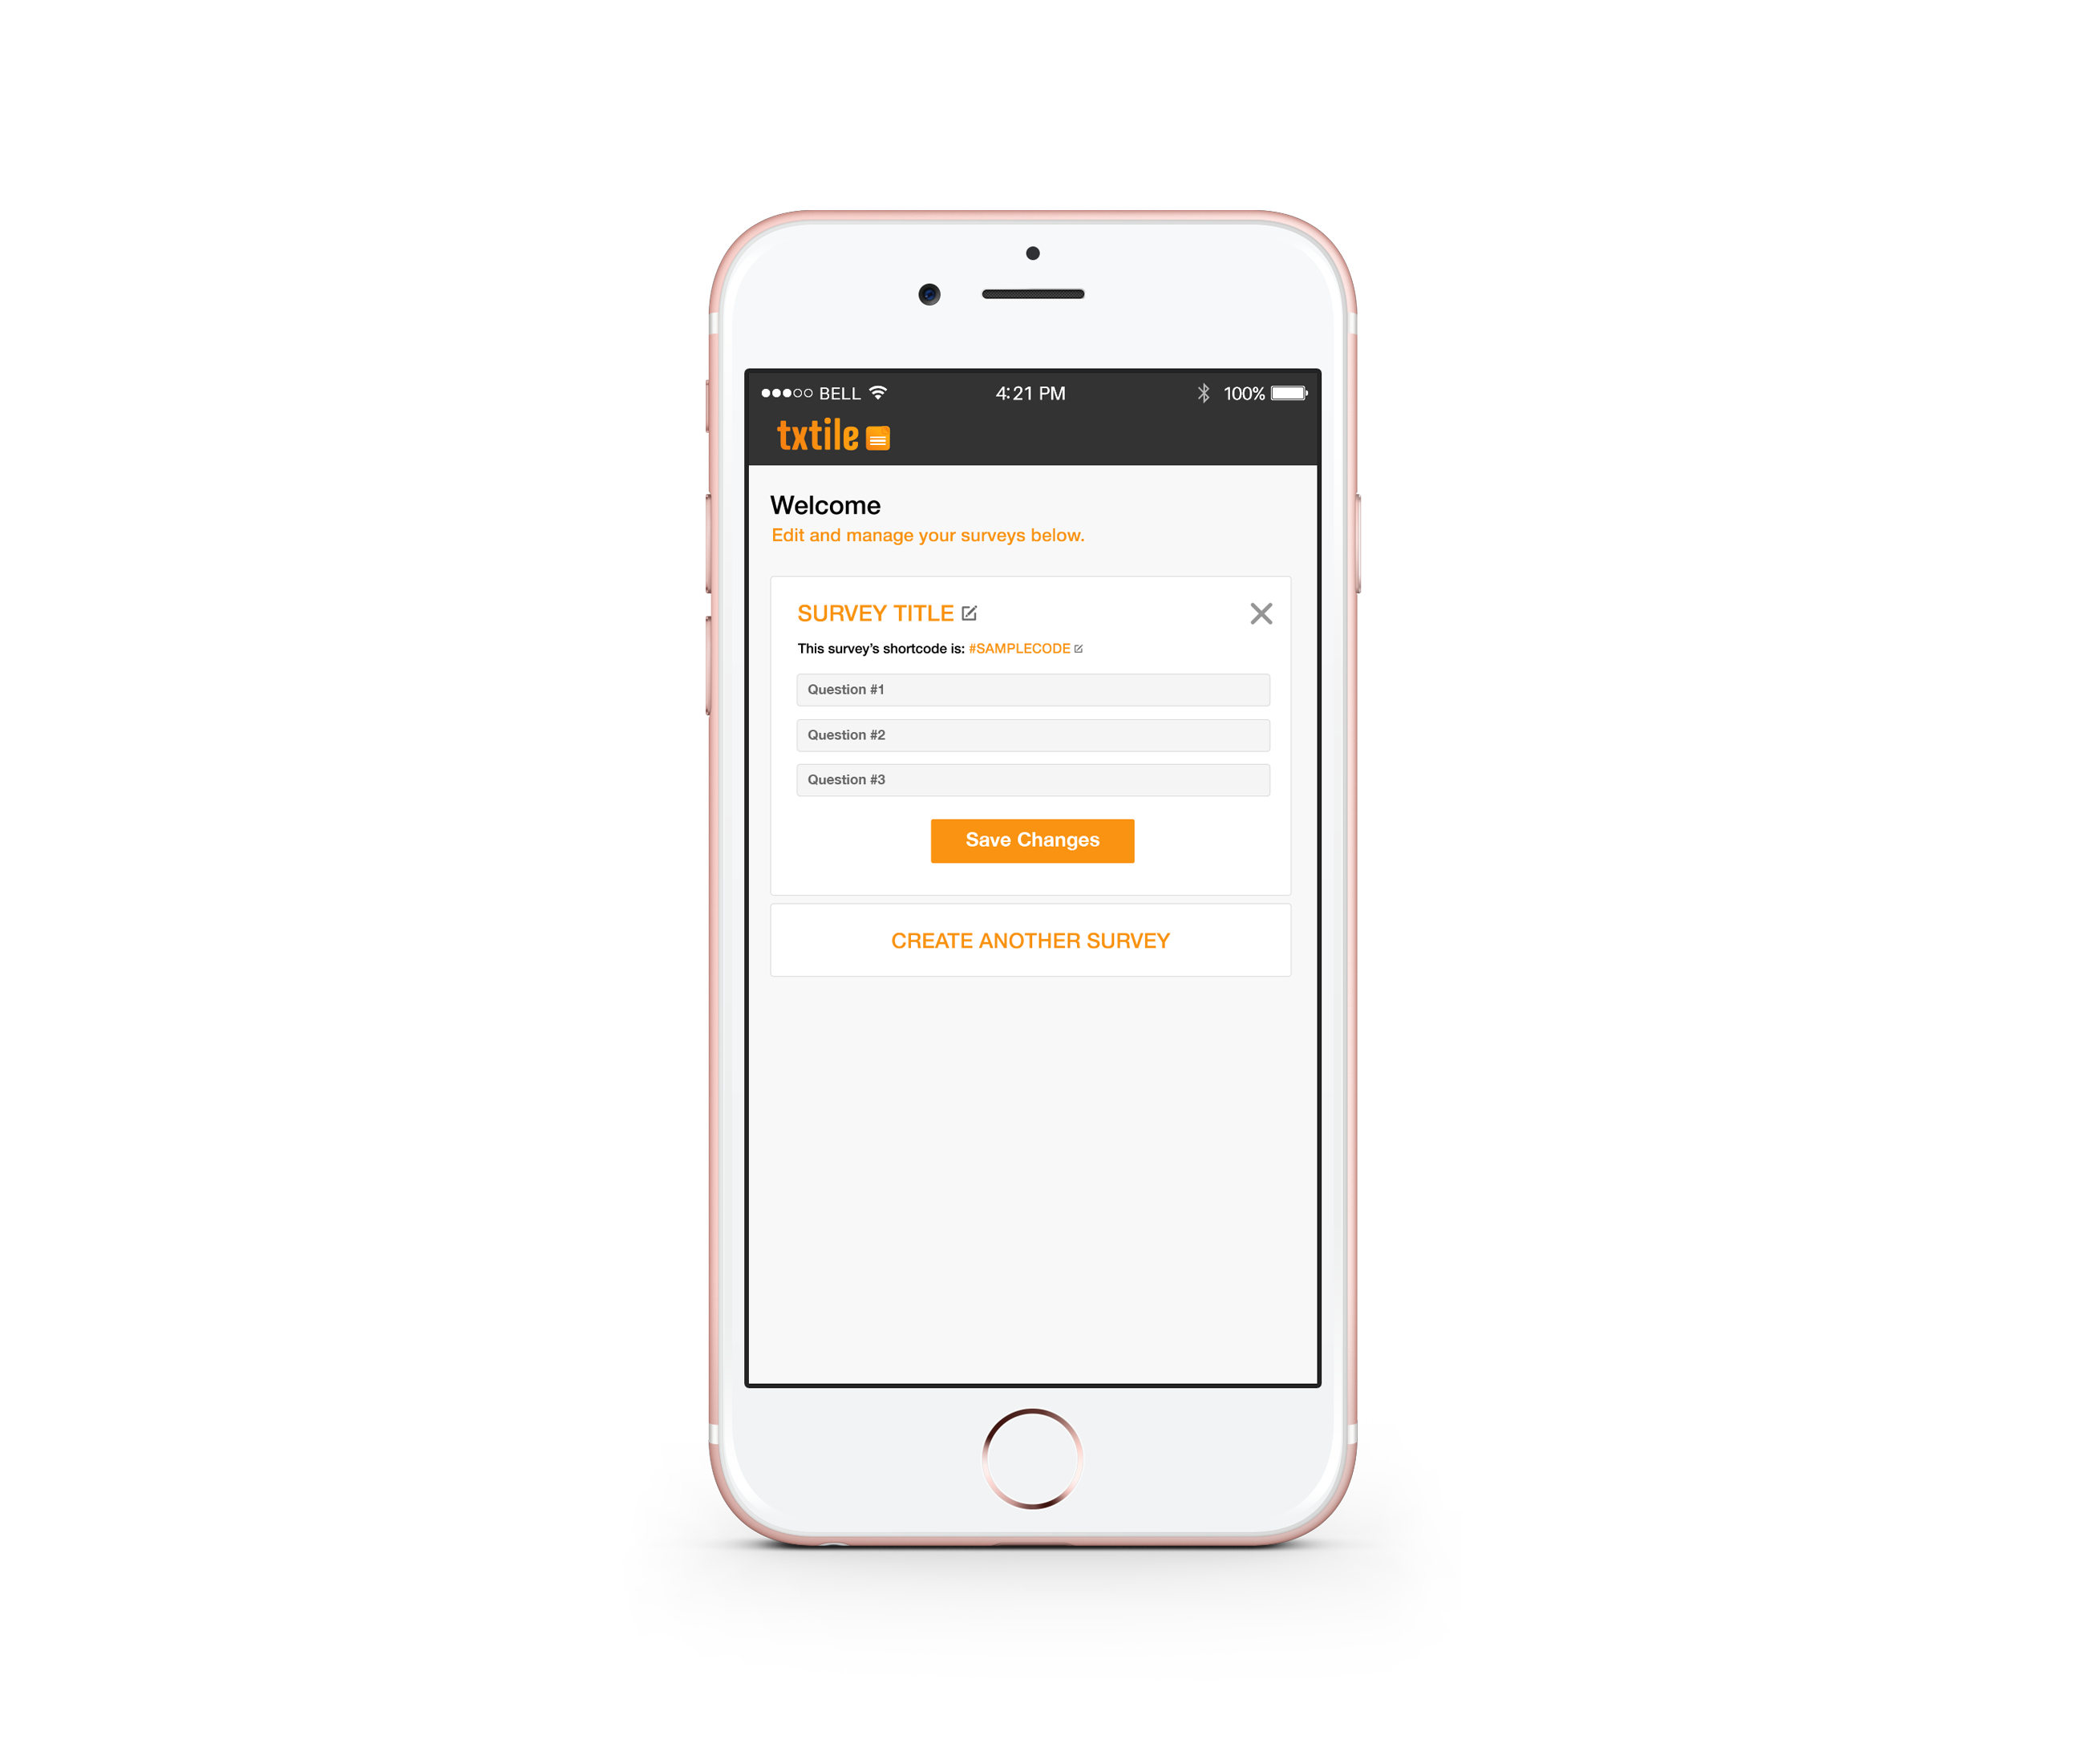 BELL 4:21 PM 100%
txtile
Welcome
Edit and manage your surveys below.
SURVEY TITLE
This survey’s shortcode is: #SAMPLECODE
Question #1
Question #2
Question #3
Save Changes
CREATE ANOTHER SURVEY